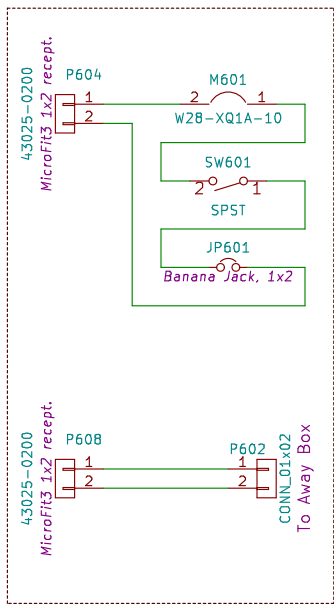 P604
43025-0200
MicroFit3 1x2 recept.
1
2
M601
2
1
W28-XQ1A-10
SW601
2
1
SPST
JP601
Banana Jack, 1x2
P608
43025-0200
MicroFit3 1x2 recept.
1
2
P602
1
2
CONN_01x02
To Away Box